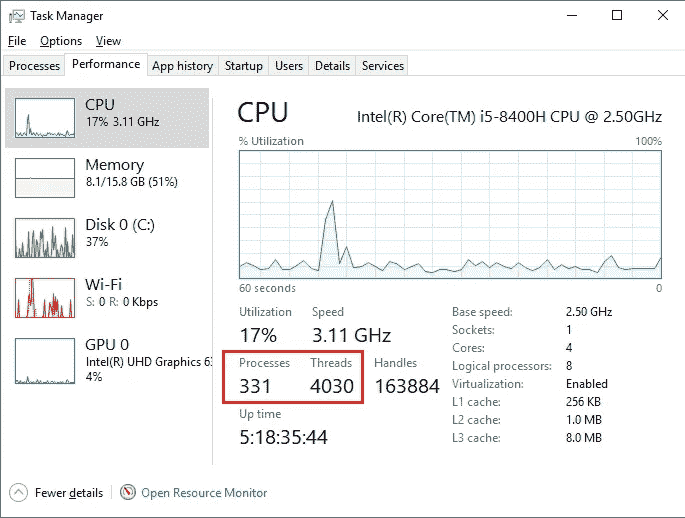 Task Manager
File Options View
Processes Performance App history Startup Users Details Services
CPU
17% 3.11 GHz
Memory
8.1/15.8 GB (51%)
Disk 0 (C:)
37%
Wi-Fi
S: 0 R: 0 Kbps
GPU 0
Intel(R) UHD Graphics 63
4%
CPU Intel(R) Core(TM) i5-8400H CPU @ 2.50GHz
% Utilization 100%
60 seconds 0
Utilization Speed
17% 3.11 GHz
Processes Threads Handles
331 4030 163884
Up time
5:18:35:44
Base speed: 2.50 GHz
Sockets: 1
Cores: 4
Logical processors: 8
Virtualization: Enabled
L1 cache: 256 KB
L2 cache: 1.0 MB
L3 cache: 8.0 MB
Fewer details Open Resource Monitor